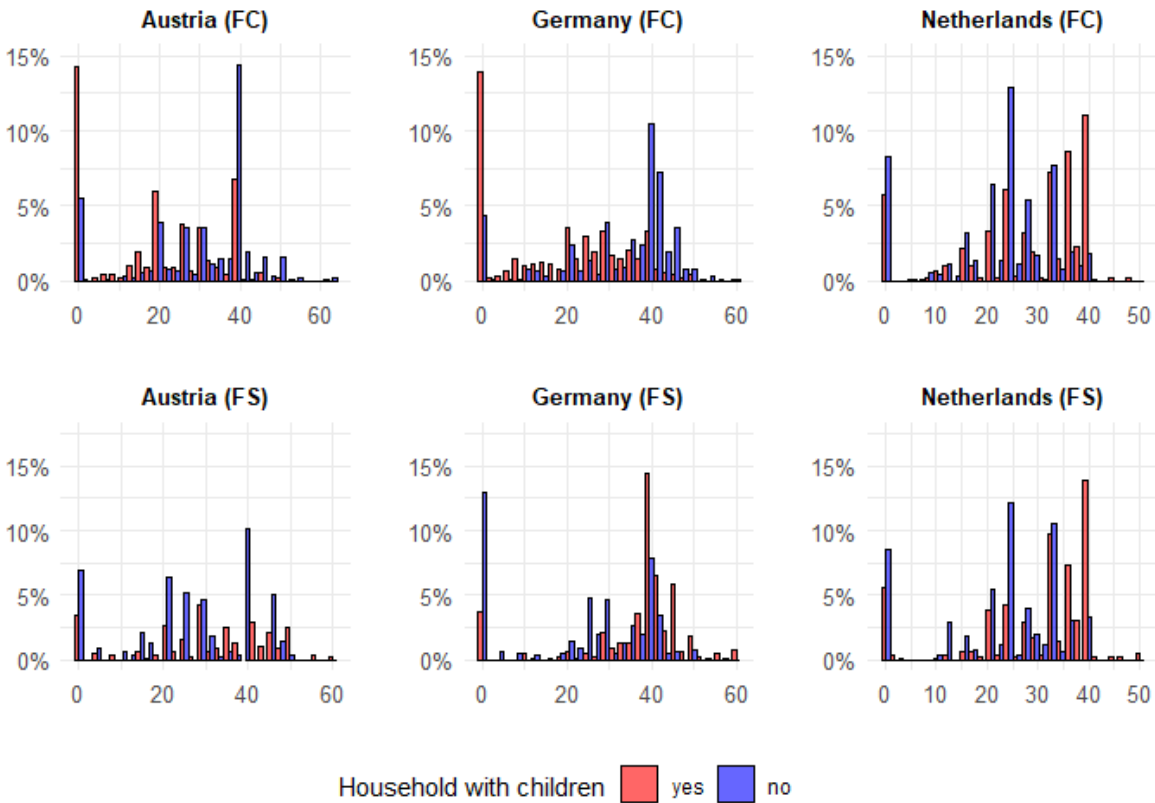 Austria (FC)
Germany (FC)
Netherlands (FC)
15%
10%
5%
0%
0 20 40 60
15%
10%
5%
0%
0 20 40 60
15%
10%
5%
0%
0 10 20 30 40 50
Austria (FS)
Germany (FS)
Netherlands (FS)
15%
10%
5%
0%
0 20 40 60
15%
10%
5%
0%
0 20 40 60
15%
10%
5%
0%
0 10 20 30 40 50
Household with children yes no